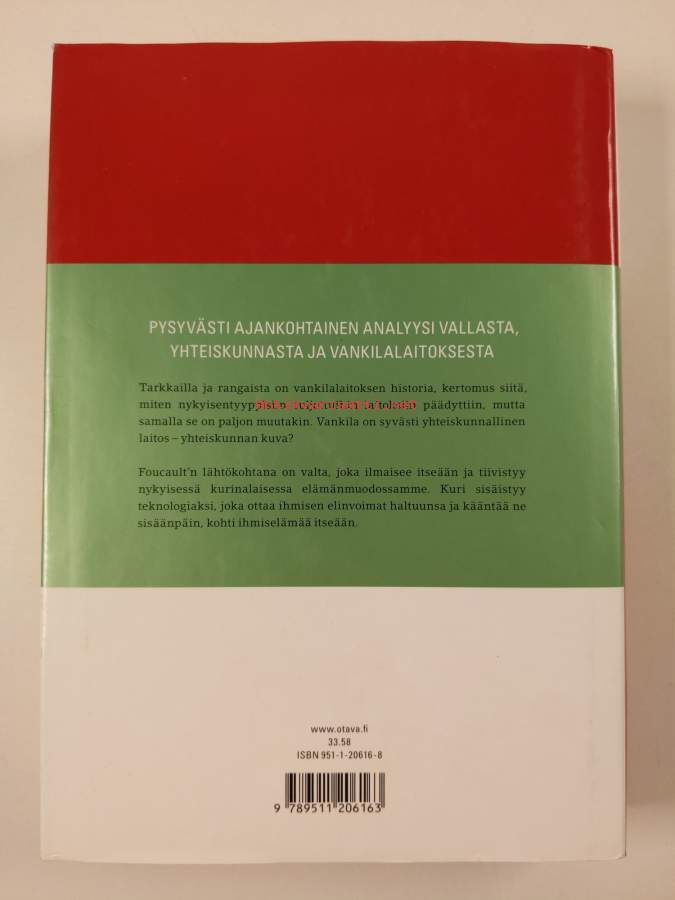 PYSYVÄSTI AJANKOHTAINEN ANALYYSI VALLASTA,
YHTEISKUNNASTA JA VANKILALAITOKSESTA
Tarkkailla ja rangaista on vankilalaitoksen historia, kertomus siitä,
miten nykyisentyyppisiin päädyttiin, mutta
samalla se on paljon muutakin. Vankila on syvästi yhteiskunnallinen
laitos – yhteiskunnan kuva?
Foucault'n lähtökohtana on valta, joka ilmaisee itseään ja tiivistyy
nykyisessä kurinalaisessa elämänmuodossamme. Kuri sisäistyy
teknologiaksi, joka ottaa ihmisen elinvoimat haltuunsa ja kääntää ne
sisäänpäin, kohti ihmiselämää itseään.
www.otava.fi
33.58
ISBN 951-1-20616-8
9 789511 206163